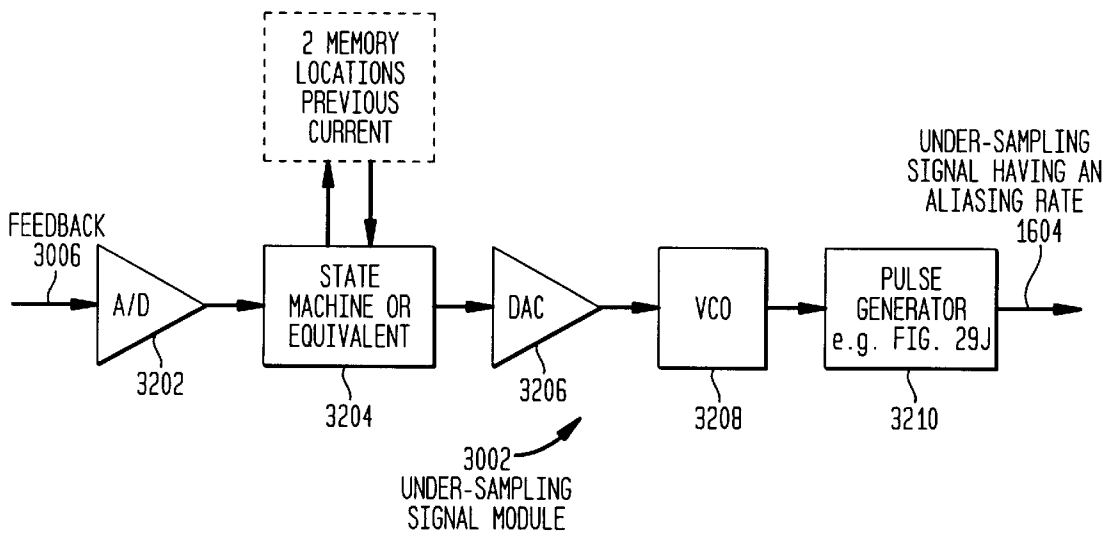 2 MEMORY
LOCATIONS
PREVIOUS
CURRENT
UNDER-SAMPLING
SIGNAL HAVING AN
ALIASING RATE
1604
FEEDBACK
3006
A/D
3202
STATE
MACHINE OR
EQUIVALENT
3204
DAC
3206
VCO
3208
PULSE
GENERATOR
e.g. FIG. 29J
3210
3002
UNDER-SAMPLING
SIGNAL MODULE